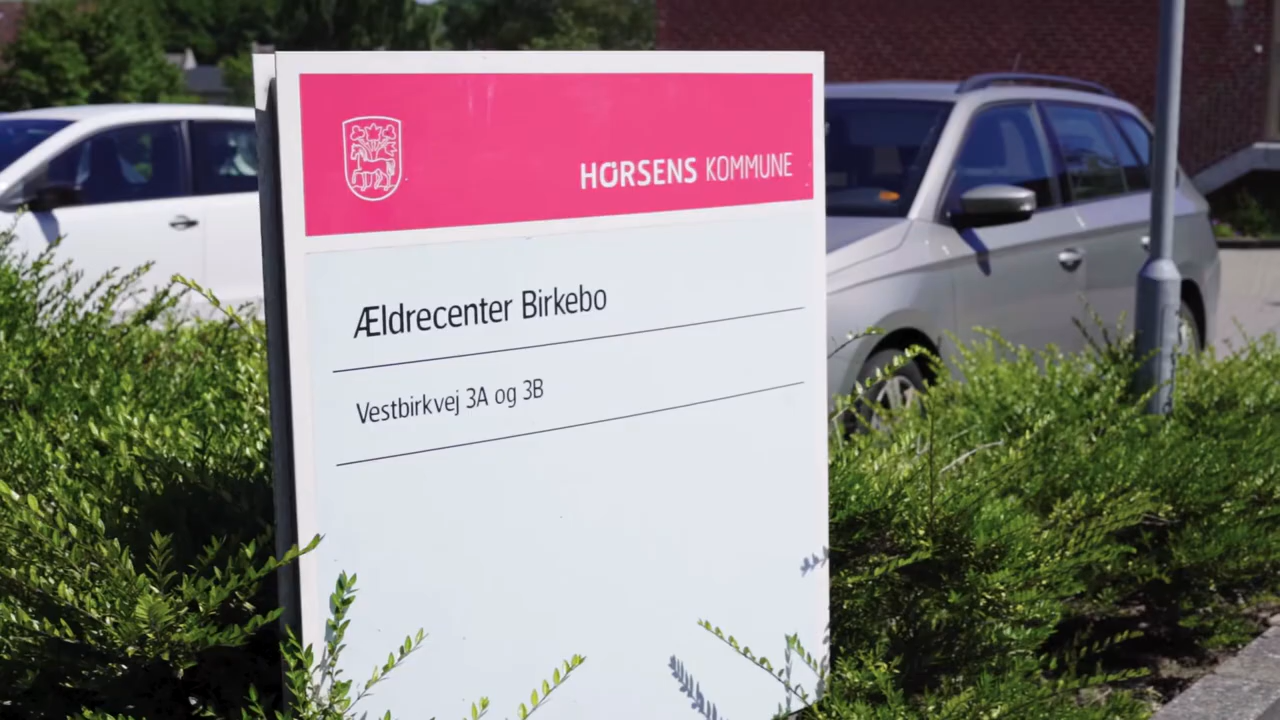 HORSENS KOMMUNE
Ældrecenter Birkebo
Vestbirkvej 3A og 3B